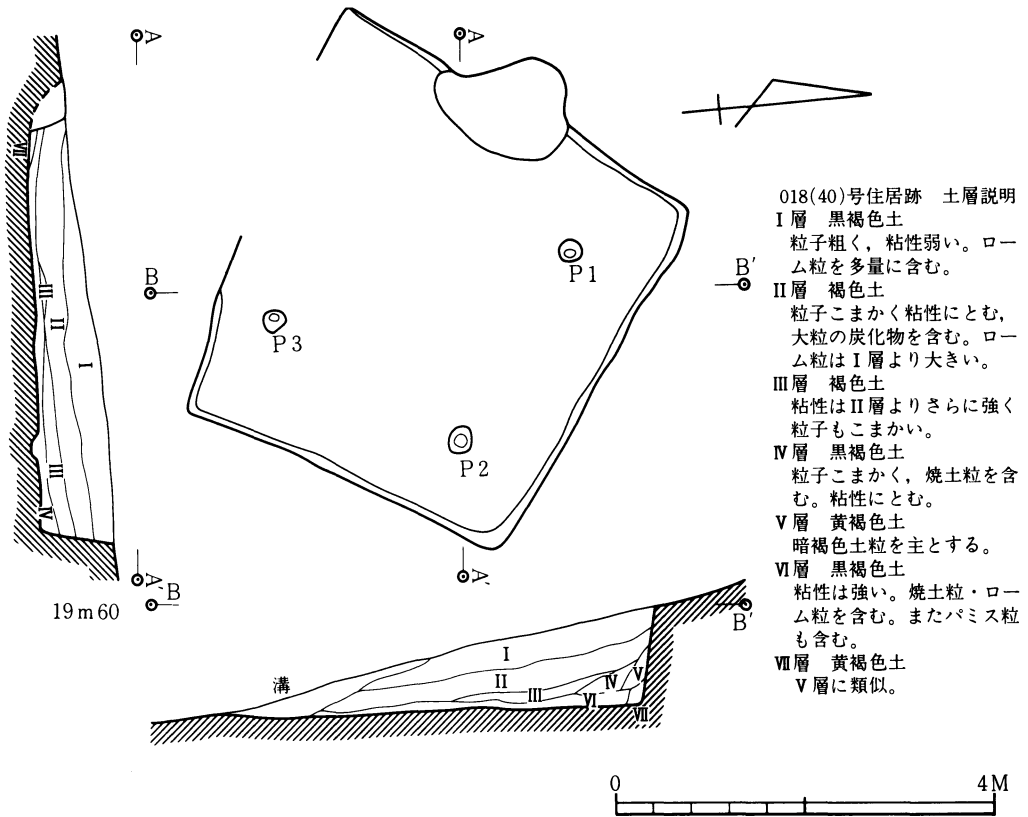 A
A
B
B'
P1
P3
P2
A'
A'
19m60
B
B'
I
II
III
III
IV
VII
溝
I
II
III
IV
V
VI
VII
018(40)号住居跡　土層説明
I層　黒褐色土
粒子粗く，粘性弱い。ロー
ム粒を多量に含む。
II層　褐色土
粒子こまかく粘性にとむ，
大粒の炭化物を含む。ロー
ム粒はI層より大きい。
III層　褐色土
粘性はII層よりさらに強く
粒子もこまかい。
IV層　黒褐色土
粒子こまかく，焼土粒を含
む。粘性にとむ。
V層　黄褐色土
暗褐色土粒を主とする。
VI層　黒褐色土
粘性は強い。焼土粒・ロー
ム粒を含む。またパミス粒
も含む。
VII層　黄褐色土
V層に類似。
0
4M